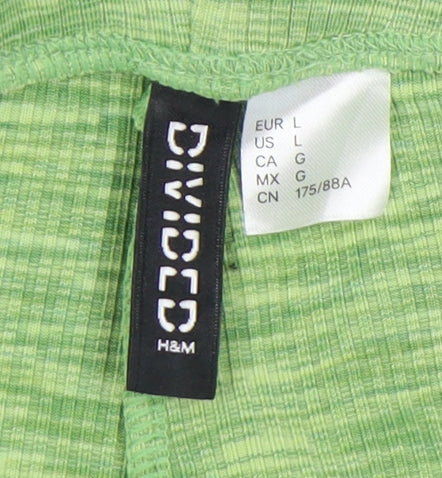 DIVIDED
H&M
EUR L
US L
CA G
MX G
CN 175/88A